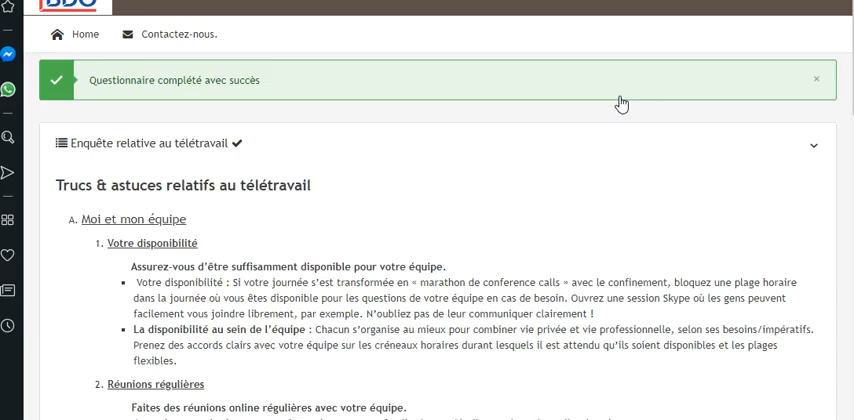 BDO
Home Contactez-nous.
Questionnaire complété avec succès ×
Enquête relative au télétravail
Trucs & astuces relatifs au télétravail
A. Moi et mon équipe
1. Votre disponibilité
Assurez-vous d’être suffisamment disponible pour votre équipe.
Votre disponibilité : Si votre journée s’est transformée en « marathon de conference calls » avec le confinement, bloquez une plage horaire
dans la journée où vous êtes disponible pour les questions de votre équipe en cas de besoin. Ouvrez une session Skype où les gens peuvent
facilement vous joindre librement, par exemple. N’oubliez pas de leur communiquer clairement !
La disponibilité au sein de l’équipe : Chacun s’organise au mieux pour combiner vie privée et vie professionnelle, selon ses besoins/impératifs.
Prenez des accords clairs avec votre équipe sur les créneaux horaires durant lesquels il est attendu qu’ils soient disponibles et les plages
flexibles.
2. Réunions régulières
Faites des réunions online régulières avec votre équipe.